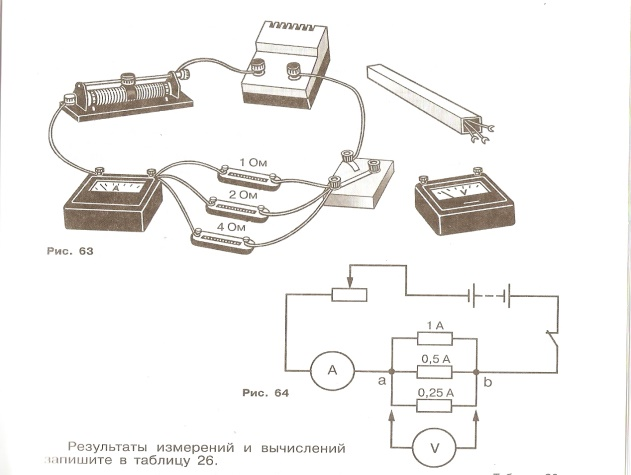 1 Ом
2 Ом
4 Ом
A
V
Рис. 63
1 А
0,5 А
0,25 А
A
a
b
V
Рис. 64
Результаты измерений и вычислений
запишите в таблицу 26.